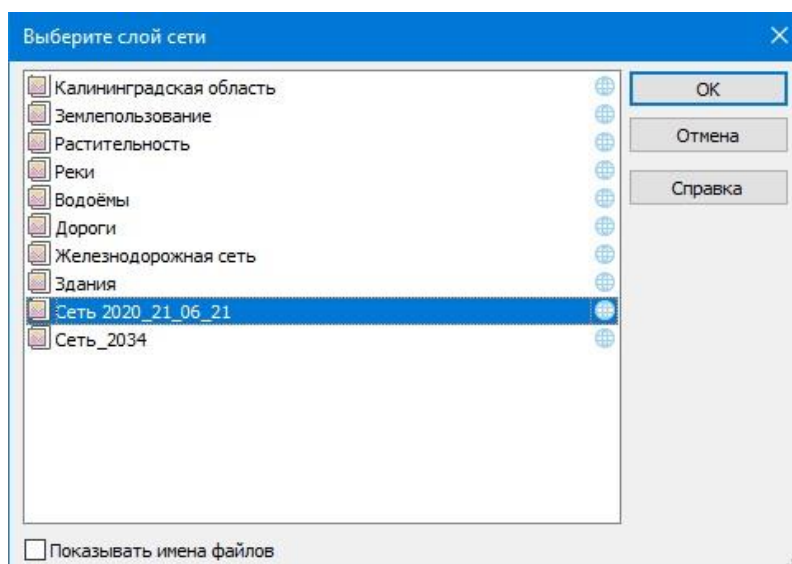 Выберите слой сети
Калининградская область
Землепользование
Растительность
Реки
Водоёмы
Дороги
Железнодорожная сеть
Здания
Сеть 2020_21_06_21
Сеть_2034
ОК
Отмена
Справка
Показывать имена файлов